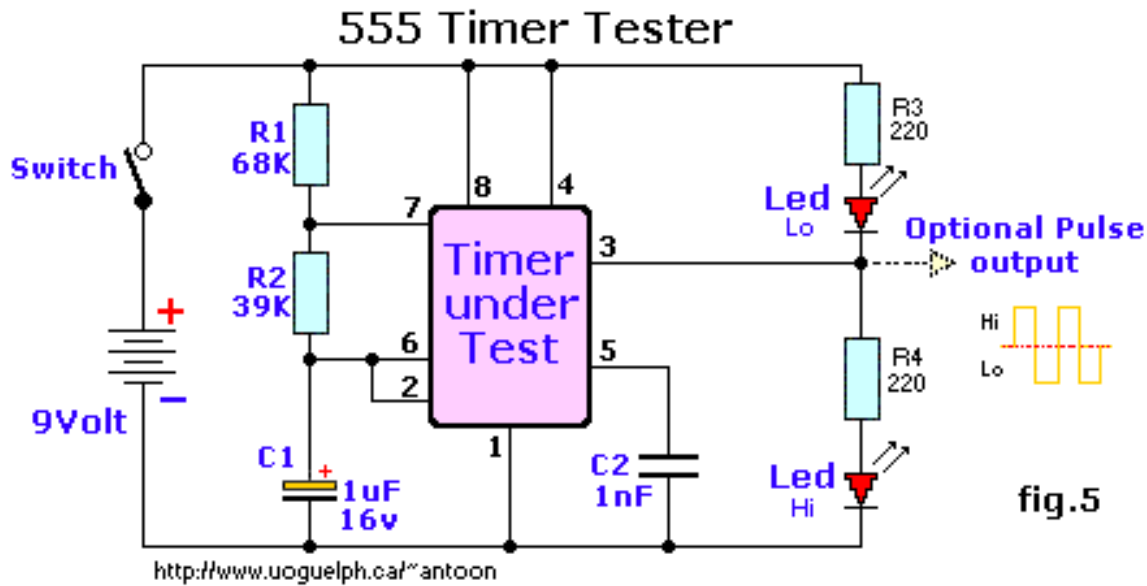 555 Timer Tester
Switch
R1
68K
R2
39K
7
8
4
3
6
2
5
1
Timer
under
Test
R3
220
Led
Lo
Optional Pulse
output
Hi
Lo
R4
220
Led
Hi
+
−
9Volt
C1
+
1uF
16v
C2
1nF
fig.5
http://www.uoguelph.ca/~antoon